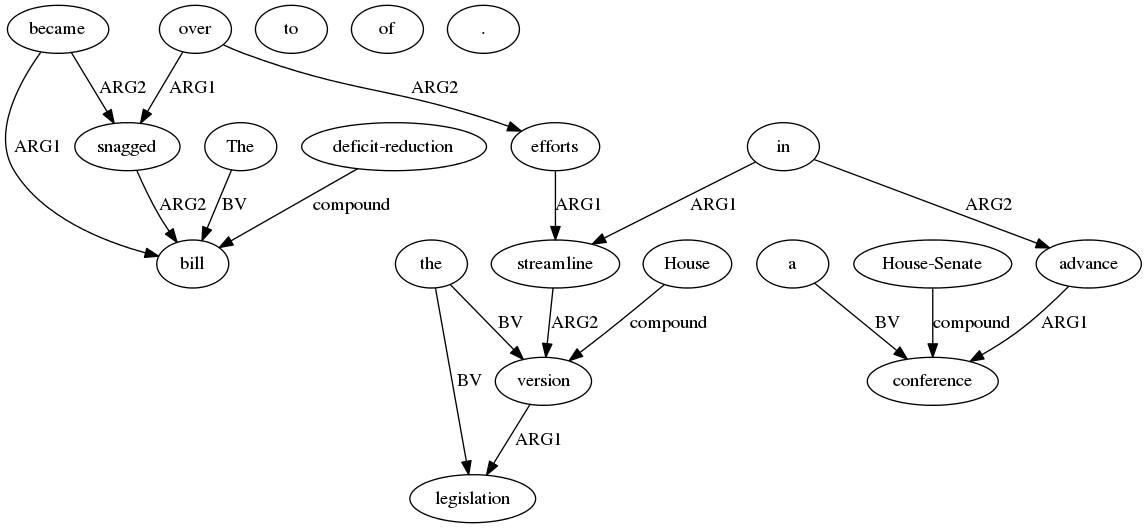 became over to of .
ARG2 ARG1 ARG2
snagged The deficit-reduction efforts in
ARG1 ARG2 BV compound ARG1 ARG1 ARG2
bill the streamline House a House-Senate advance
BV ARG2 compound BV compound ARG1
BV version conference
ARG1
legislation